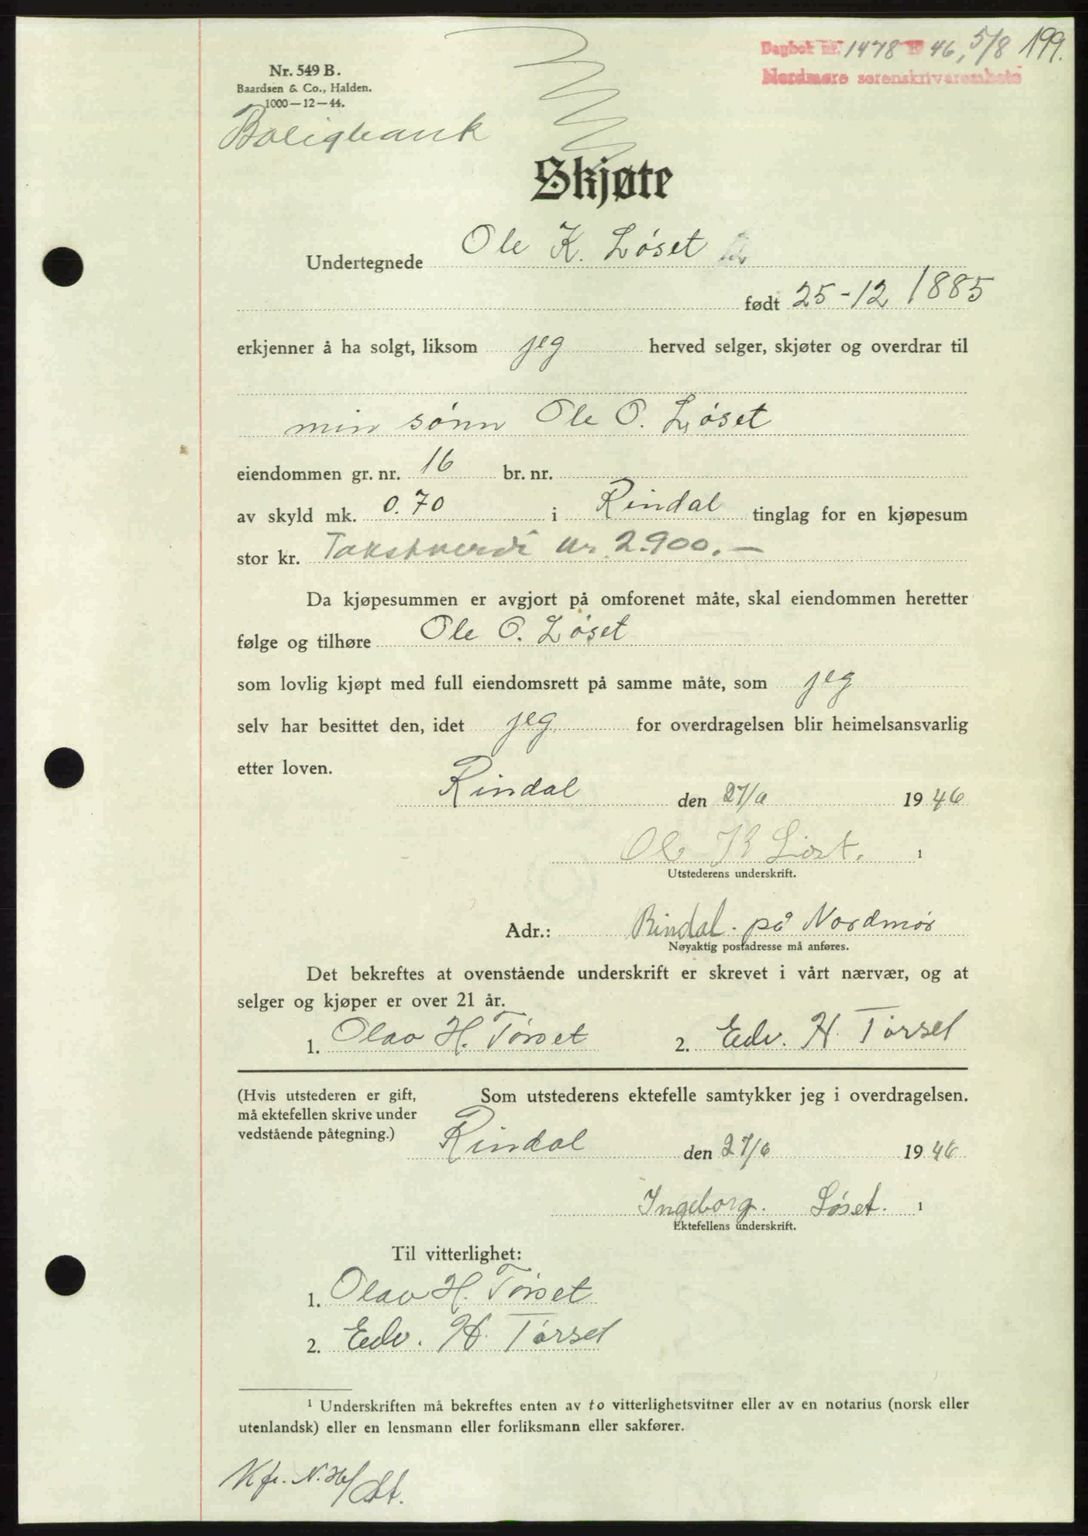 Dagbok nr. 1478 19 46, 5/8 199.
Nordmøre sorenskriverembete
Nr. 549 B.
Baardsen & Co., Halden.
1000—12—44.
Boligbank
Skjøte
Undertegnede Ole K. Løset
født 25-12 1885
erkjenner å ha solgt, liksom jeg herved selger, skjøter og overdrar til
min sønn Ole O. Løset
eiendommen gr. nr. 16 br. nr.
av skyld mk. 0.70 i Rindal tinglag for en kjøpesum
stor kr. Takstverdi kr. 2.900.—
Da kjøpesummen er avgjort på omforenet måte, skal eiendommen heretter
følge og tilhøre Ole O. Løset
som lovlig kjøpt med full eiendomsrett på samme måte, som jeg
selv har besittet den, idet jeg for overdragelsen blir heimelsansvarlig
etter loven.
Rindal den 27/6 1946
Ole K Løset. 1
Utstederens underskrift.
Adr.: Rindal på Nordmør
Nøyaktig postadresse må anføres.
Det bekreftes at ovenstående underskrift er skrevet i vårt nærvær, og at
selger og kjøper er over 21 år.
1. Olav H. Tørset 2. Edv. H. Tørset
(Hvis utstederen er gift,
må ektefellen skrive under
vedstående påtegning.)
Som utstederens ektefelle samtykker jeg i overdragelsen.
Rindal den 27/6 1946
Ingeborg. Løset. 1
Ektefellens underskrift.
Til vitterlighet:
1. Olav H. Tørset
2. Edv. H. Tørset
1 Underskriften må bekreftes enten av to vitterlighetsvitner eller av en notarius (norsk eller
utenlandsk) eller en lensmann eller forliksmann eller sakfører.
Kfr. N.